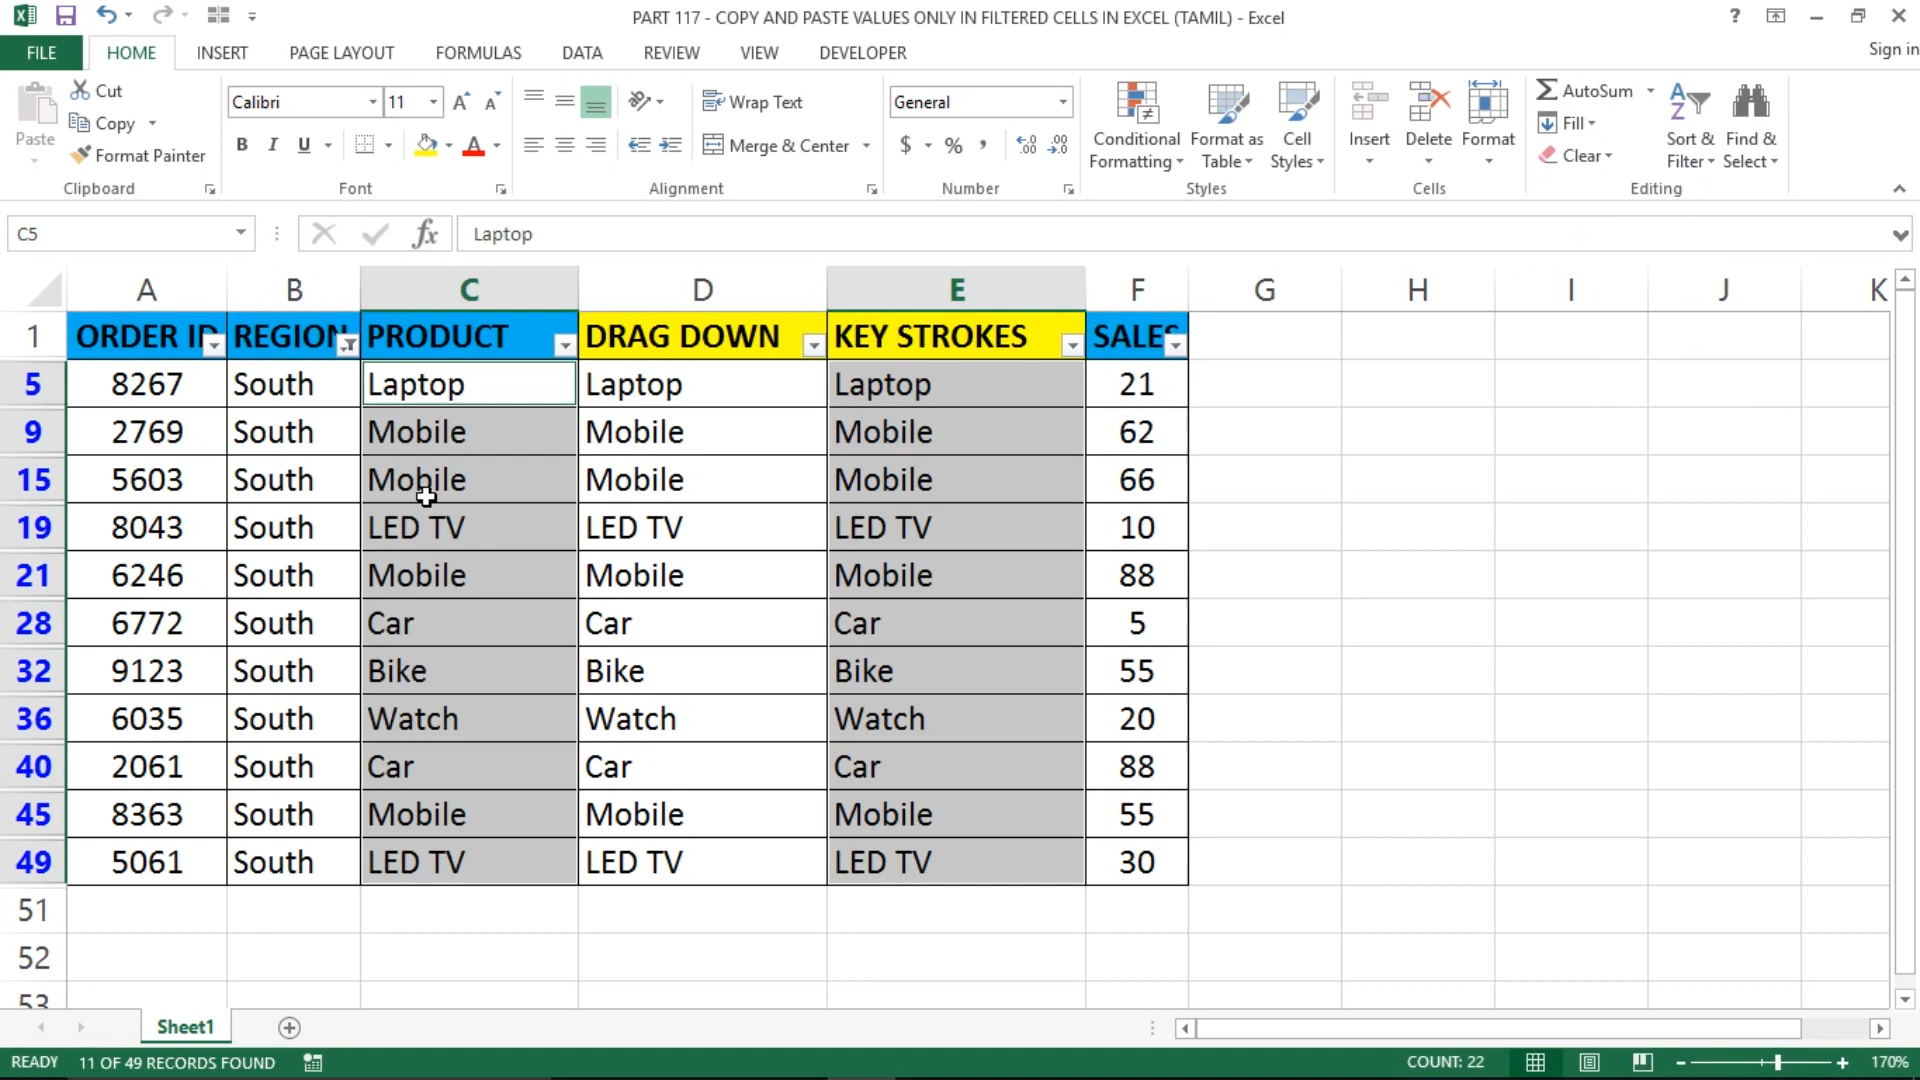 PART 117 - COPY AND PASTE VALUES ONLY IN FILTERED CELLS IN EXCEL (TAMIL) - Excel
FILE HOME INSERT PAGE LAYOUT FORMULAS DATA REVIEW VIEW DEVELOPER Sign in
Paste
Cut
Copy
Format Painter
Clipboard
Calibri 11
B I U
Font
Wrap Text
Merge & Center
Alignment
General
$ % ,
Number
Conditional Formatting
Format as Table
Cell Styles
Styles
Insert
Delete
Format
Cells
AutoSum
Fill
Clear
Sort & Filter
Find & Select
Editing
C5 fx Laptop
A B C D E F G H I J K
1 ORDER ID REGION PRODUCT DRAG DOWN KEY STROKES SALES
5 8267 South Laptop Laptop Laptop 21
9 2769 South Mobile Mobile Mobile 62
15 5603 South Mobile Mobile Mobile 66
19 8043 South LED TV LED TV LED TV 10
21 6246 South Mobile Mobile Mobile 88
28 6772 South Car Car Car 5
32 9123 South Bike Bike Bike 55
36 6035 South Watch Watch Watch 20
40 2061 South Car Car Car 88
45 8363 South Mobile Mobile Mobile 55
49 5061 South LED TV LED TV LED TV 30
51
52
53
Sheet1
READY 11 OF 49 RECORDS FOUND COUNT: 22 170%